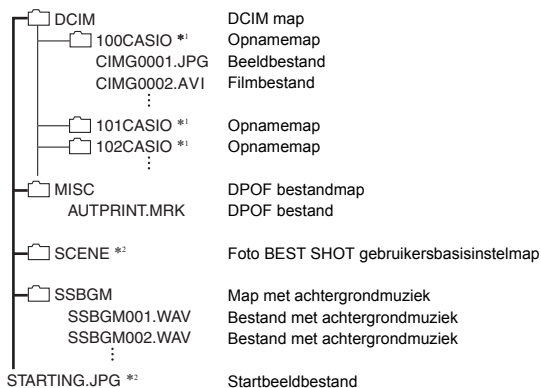 DCIM DCIM map
100CASIO *1 Opnamemap
CIMG0001.JPG Beeldbestand
CIMG0002.AVI Filmbestand
101CASIO *1 Opnamemap
102CASIO *1 Opnamemap
MISC DPOF bestandmap
AUTPRINT.MRK DPOF bestand
SCENE *2 Foto BEST SHOT gebruikersbasisinstelmap
SSBGM Map met achtergrondmuziek
SSBGM001.WAV Bestand met achtergrondmuziek
SSBGM002.WAV Bestand met achtergrondmuziek
STARTING.JPG *2 Startbeeldbestand